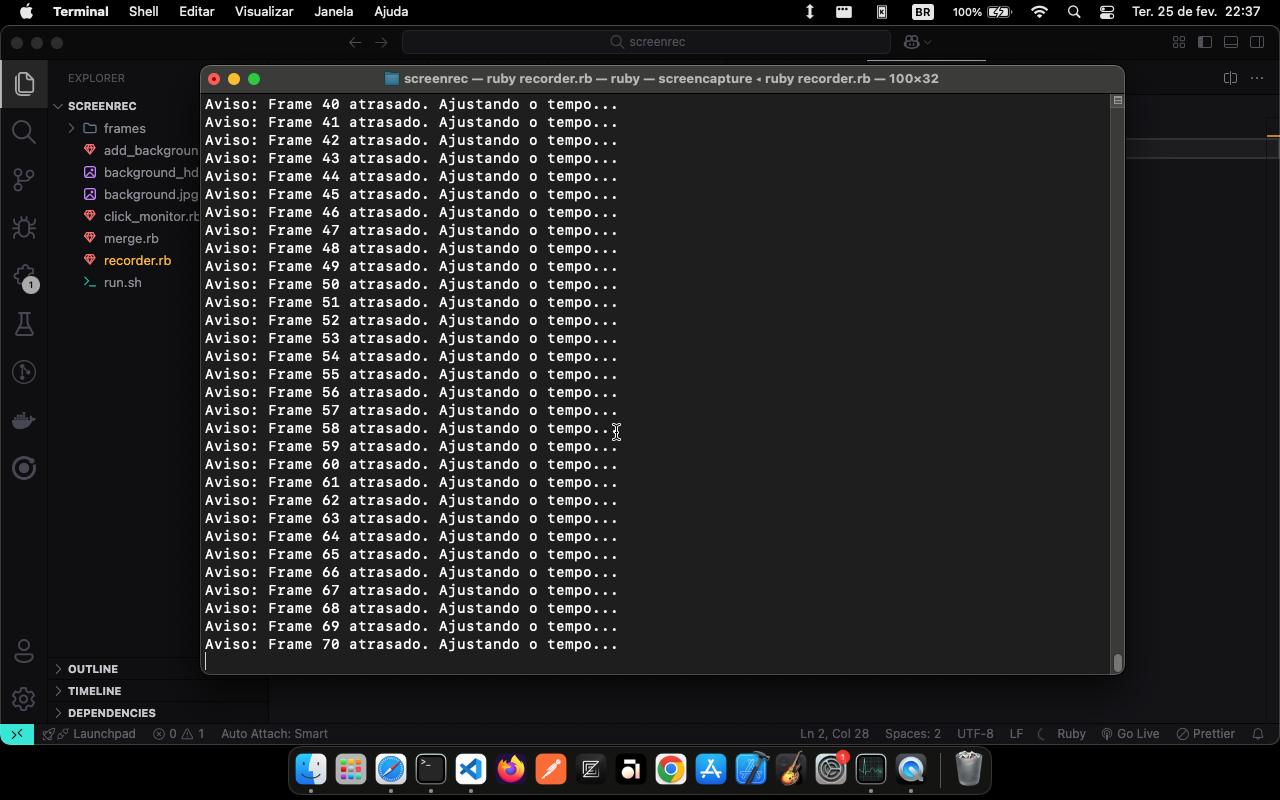 Terminal Shell Editar Visualizar Janela Ajuda BR 100% Ter. 25 de fev. 22:37
screenrec
EXPLORER
screenrec — ruby recorder.rb — ruby — screencapture ◂ ruby recorder.rb — 100×32
SCREENREC
frames
add_backgroun
background_hd
background.jpg
click_monitor.rb
merge.rb
recorder.rb
run.sh
1
Aviso: Frame 40 atrasado. Ajustando o tempo...
Aviso: Frame 41 atrasado. Ajustando o tempo...
Aviso: Frame 42 atrasado. Ajustando o tempo...
Aviso: Frame 43 atrasado. Ajustando o tempo...
Aviso: Frame 44 atrasado. Ajustando o tempo...
Aviso: Frame 45 atrasado. Ajustando o tempo...
Aviso: Frame 46 atrasado. Ajustando o tempo...
Aviso: Frame 47 atrasado. Ajustando o tempo...
Aviso: Frame 48 atrasado. Ajustando o tempo...
Aviso: Frame 49 atrasado. Ajustando o tempo...
Aviso: Frame 50 atrasado. Ajustando o tempo...
Aviso: Frame 51 atrasado. Ajustando o tempo...
Aviso: Frame 52 atrasado. Ajustando o tempo...
Aviso: Frame 53 atrasado. Ajustando o tempo...
Aviso: Frame 54 atrasado. Ajustando o tempo...
Aviso: Frame 55 atrasado. Ajustando o tempo...
Aviso: Frame 56 atrasado. Ajustando o tempo...
Aviso: Frame 57 atrasado. Ajustando o tempo...
Aviso: Frame 58 atrasado. Ajustando o tempo...
Aviso: Frame 59 atrasado. Ajustando o tempo...
Aviso: Frame 60 atrasado. Ajustando o tempo...
Aviso: Frame 61 atrasado. Ajustando o tempo...
Aviso: Frame 62 atrasado. Ajustando o tempo...
Aviso: Frame 63 atrasado. Ajustando o tempo...
Aviso: Frame 64 atrasado. Ajustando o tempo...
Aviso: Frame 65 atrasado. Ajustando o tempo...
Aviso: Frame 66 atrasado. Ajustando o tempo...
Aviso: Frame 67 atrasado. Ajustando o tempo...
Aviso: Frame 68 atrasado. Ajustando o tempo...
Aviso: Frame 69 atrasado. Ajustando o tempo...
Aviso: Frame 70 atrasado. Ajustando o tempo...
OUTLINE
TIMELINE
DEPENDENCIES
Launchpad 0 1 Auto Attach: Smart Ln 2, Col 28 Spaces: 2 UTF-8 LF Ruby Go Live Prettier
1